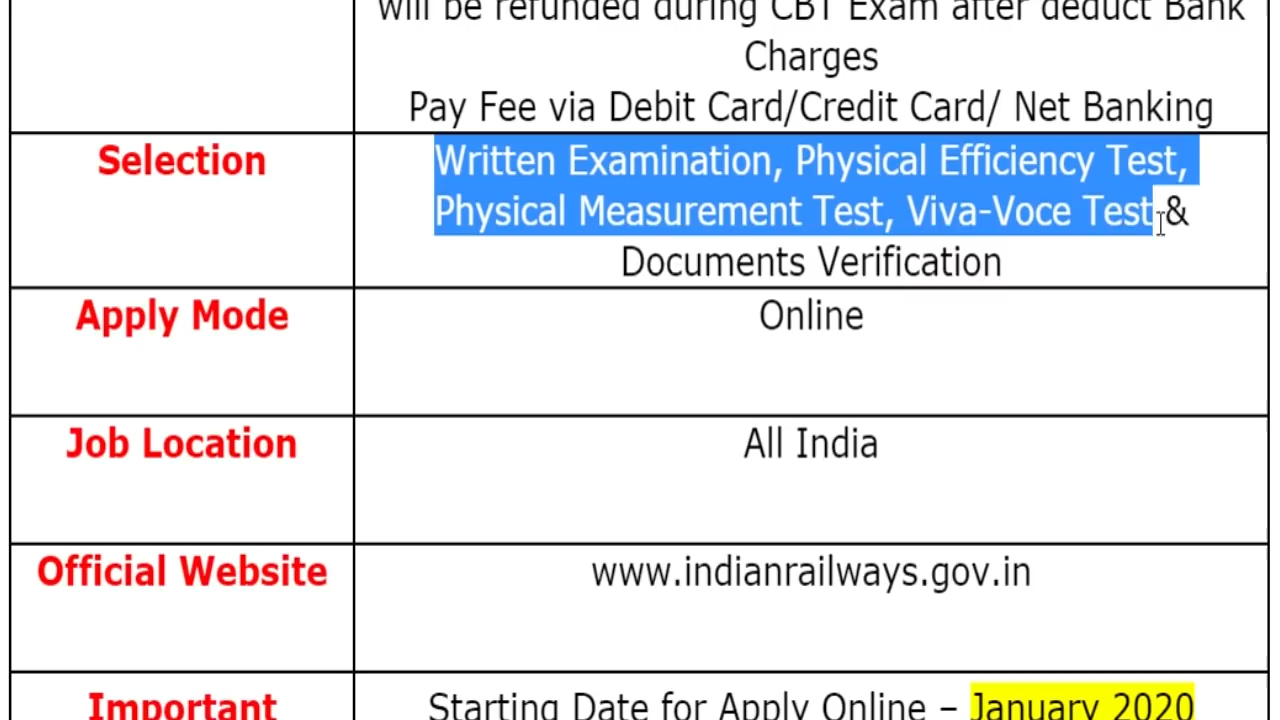 will be refunded during CBT Exam after deduct Bank
Charges
Pay Fee via Debit Card/Credit Card/ Net Banking
Selection
Written Examination, Physical Efficiency Test,
Physical Measurement Test, Viva-Voce Test &
Documents Verification
Apply Mode
Online
Job Location
All India
Official Website
www.indianrailways.gov.in
Important
Starting Date for Apply Online – January 2020